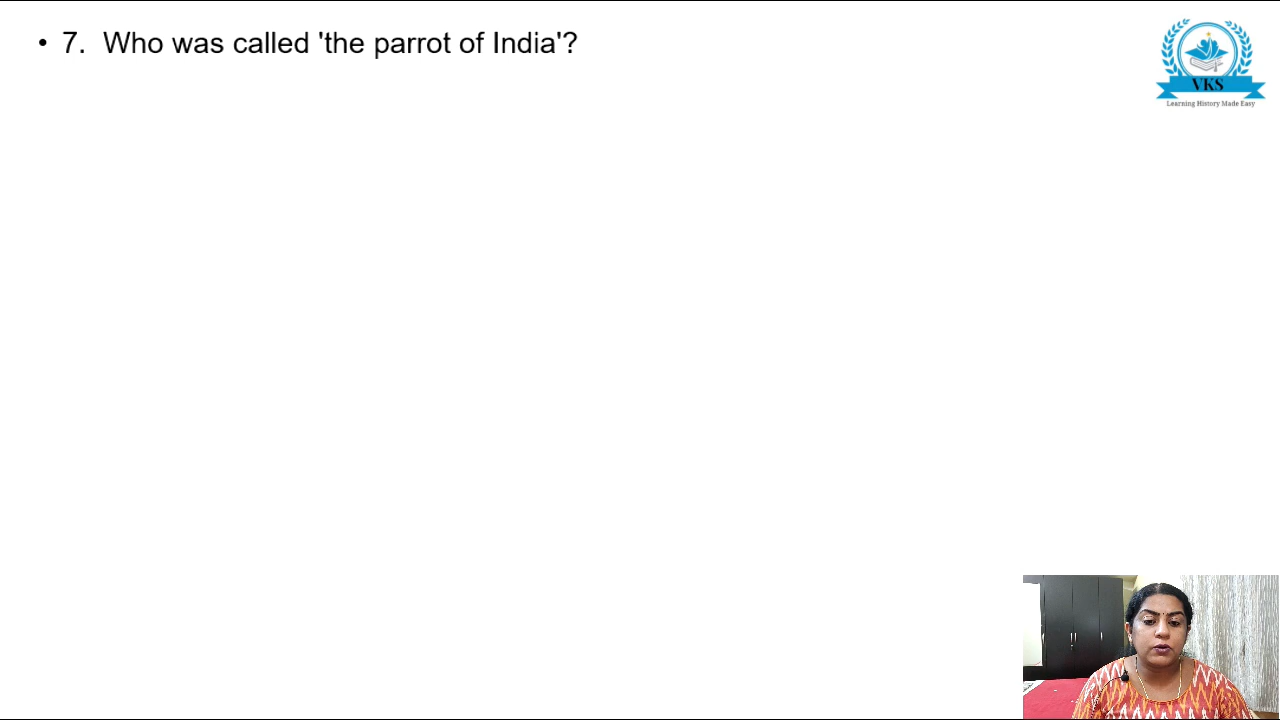 • 7. Who was called 'the parrot of India'?
VKS
Learning History Made Easy